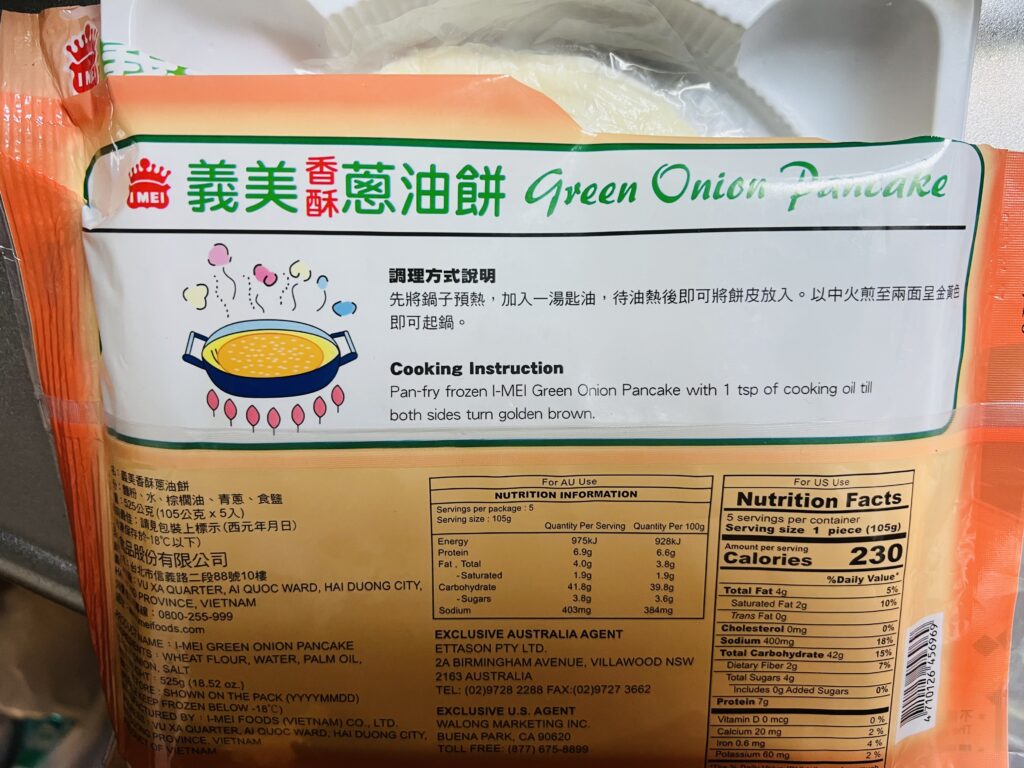 I MEI
I MEI
義美香酥蔥油餅 Green Onion Pancake
調理方式說明
先將鍋子預熱，加入一湯匙油，待油熱後即可將餅皮放入。以中火煎至兩面呈金黃色
即可起鍋。
Cooking Instruction
Pan-fry frozen I-MEI Green Onion Pancake with 1 tsp of cooking oil till
both sides turn golden brown.
名：義美香酥蔥油餅
：麵粉、水、棕櫚油、青蔥、食鹽
：525公克 (105公克 x 5入)
：請見包裝上標示 (西元年月日)
保存於-18°C以下)
食品股份有限公司
台北市信義路二段88號10樓
VU XA QUARTER, AI QUOC WARD, HAI DUONG CITY,
PROVINCE, VIETNAM
：0800-255-999
imeifoods.com
NAME : I-MEI GREEN ONION PANCAKE
: WHEAT FLOUR, WATER, PALM OIL,
ONION, SALT
: 525g (18.52 oz.)
: SHOWN ON THE PACK (YYYYMMDD)
KEEP FROZEN BELOW -18°C)
: I-MEI FOODS (VIETNAM) CO., LTD.
VU XA QUARTER, AI QUOC WARD, HAI DUONG CITY,
PROVINCE, VIETNAM
OF VIETNAM
For AU Use
NUTRITION INFORMATION
Servings per package : 5
Serving size : 105g
Quantity Per Serving Quantity Per 100g
Energy 975kJ 928kJ
Protein 6.9g 6.6g
Fat , Total 4.0g 3.8g
-Saturated 1.9g 1.9g
Carbohydrate 41.8g 39.8g
-Sugars 3.8g 3.6g
Sodium 403mg 384mg
EXCLUSIVE AUSTRALIA AGENT
ETTASON PTY LTD.
2A BIRMINGHAM AVENUE, VILLAWOOD NSW
2163 AUSTRALIA
TEL: (02)9728 2288 FAX:(02)9727 3662
EXCLUSIVE U.S. AGENT
WALONG MARKETING INC.
BUENA PARK, CA 90620
TOLL FREE: (877) 675-8899
For US Use
Nutrition Facts
5 servings per container
Serving size 1 piece (105g)
Amount per serving
Calories 230
%Daily Value*
Total Fat 4g 5%
Saturated Fat 2g 10%
Trans Fat 0g
Cholesterol 0mg 0%
Sodium 400mg 18%
Total Carbohydrate 42g 15%
Dietary Fiber 2g 7%
Total Sugars 4g
Includes 0g Added Sugars 0%
Protein 7g
Vitamin D 0 mcg 0 %
Calcium 20 mg 2 %
Iron 0.6 mg 4 %
Potassium 60 mg 2 %
4 710126 456969